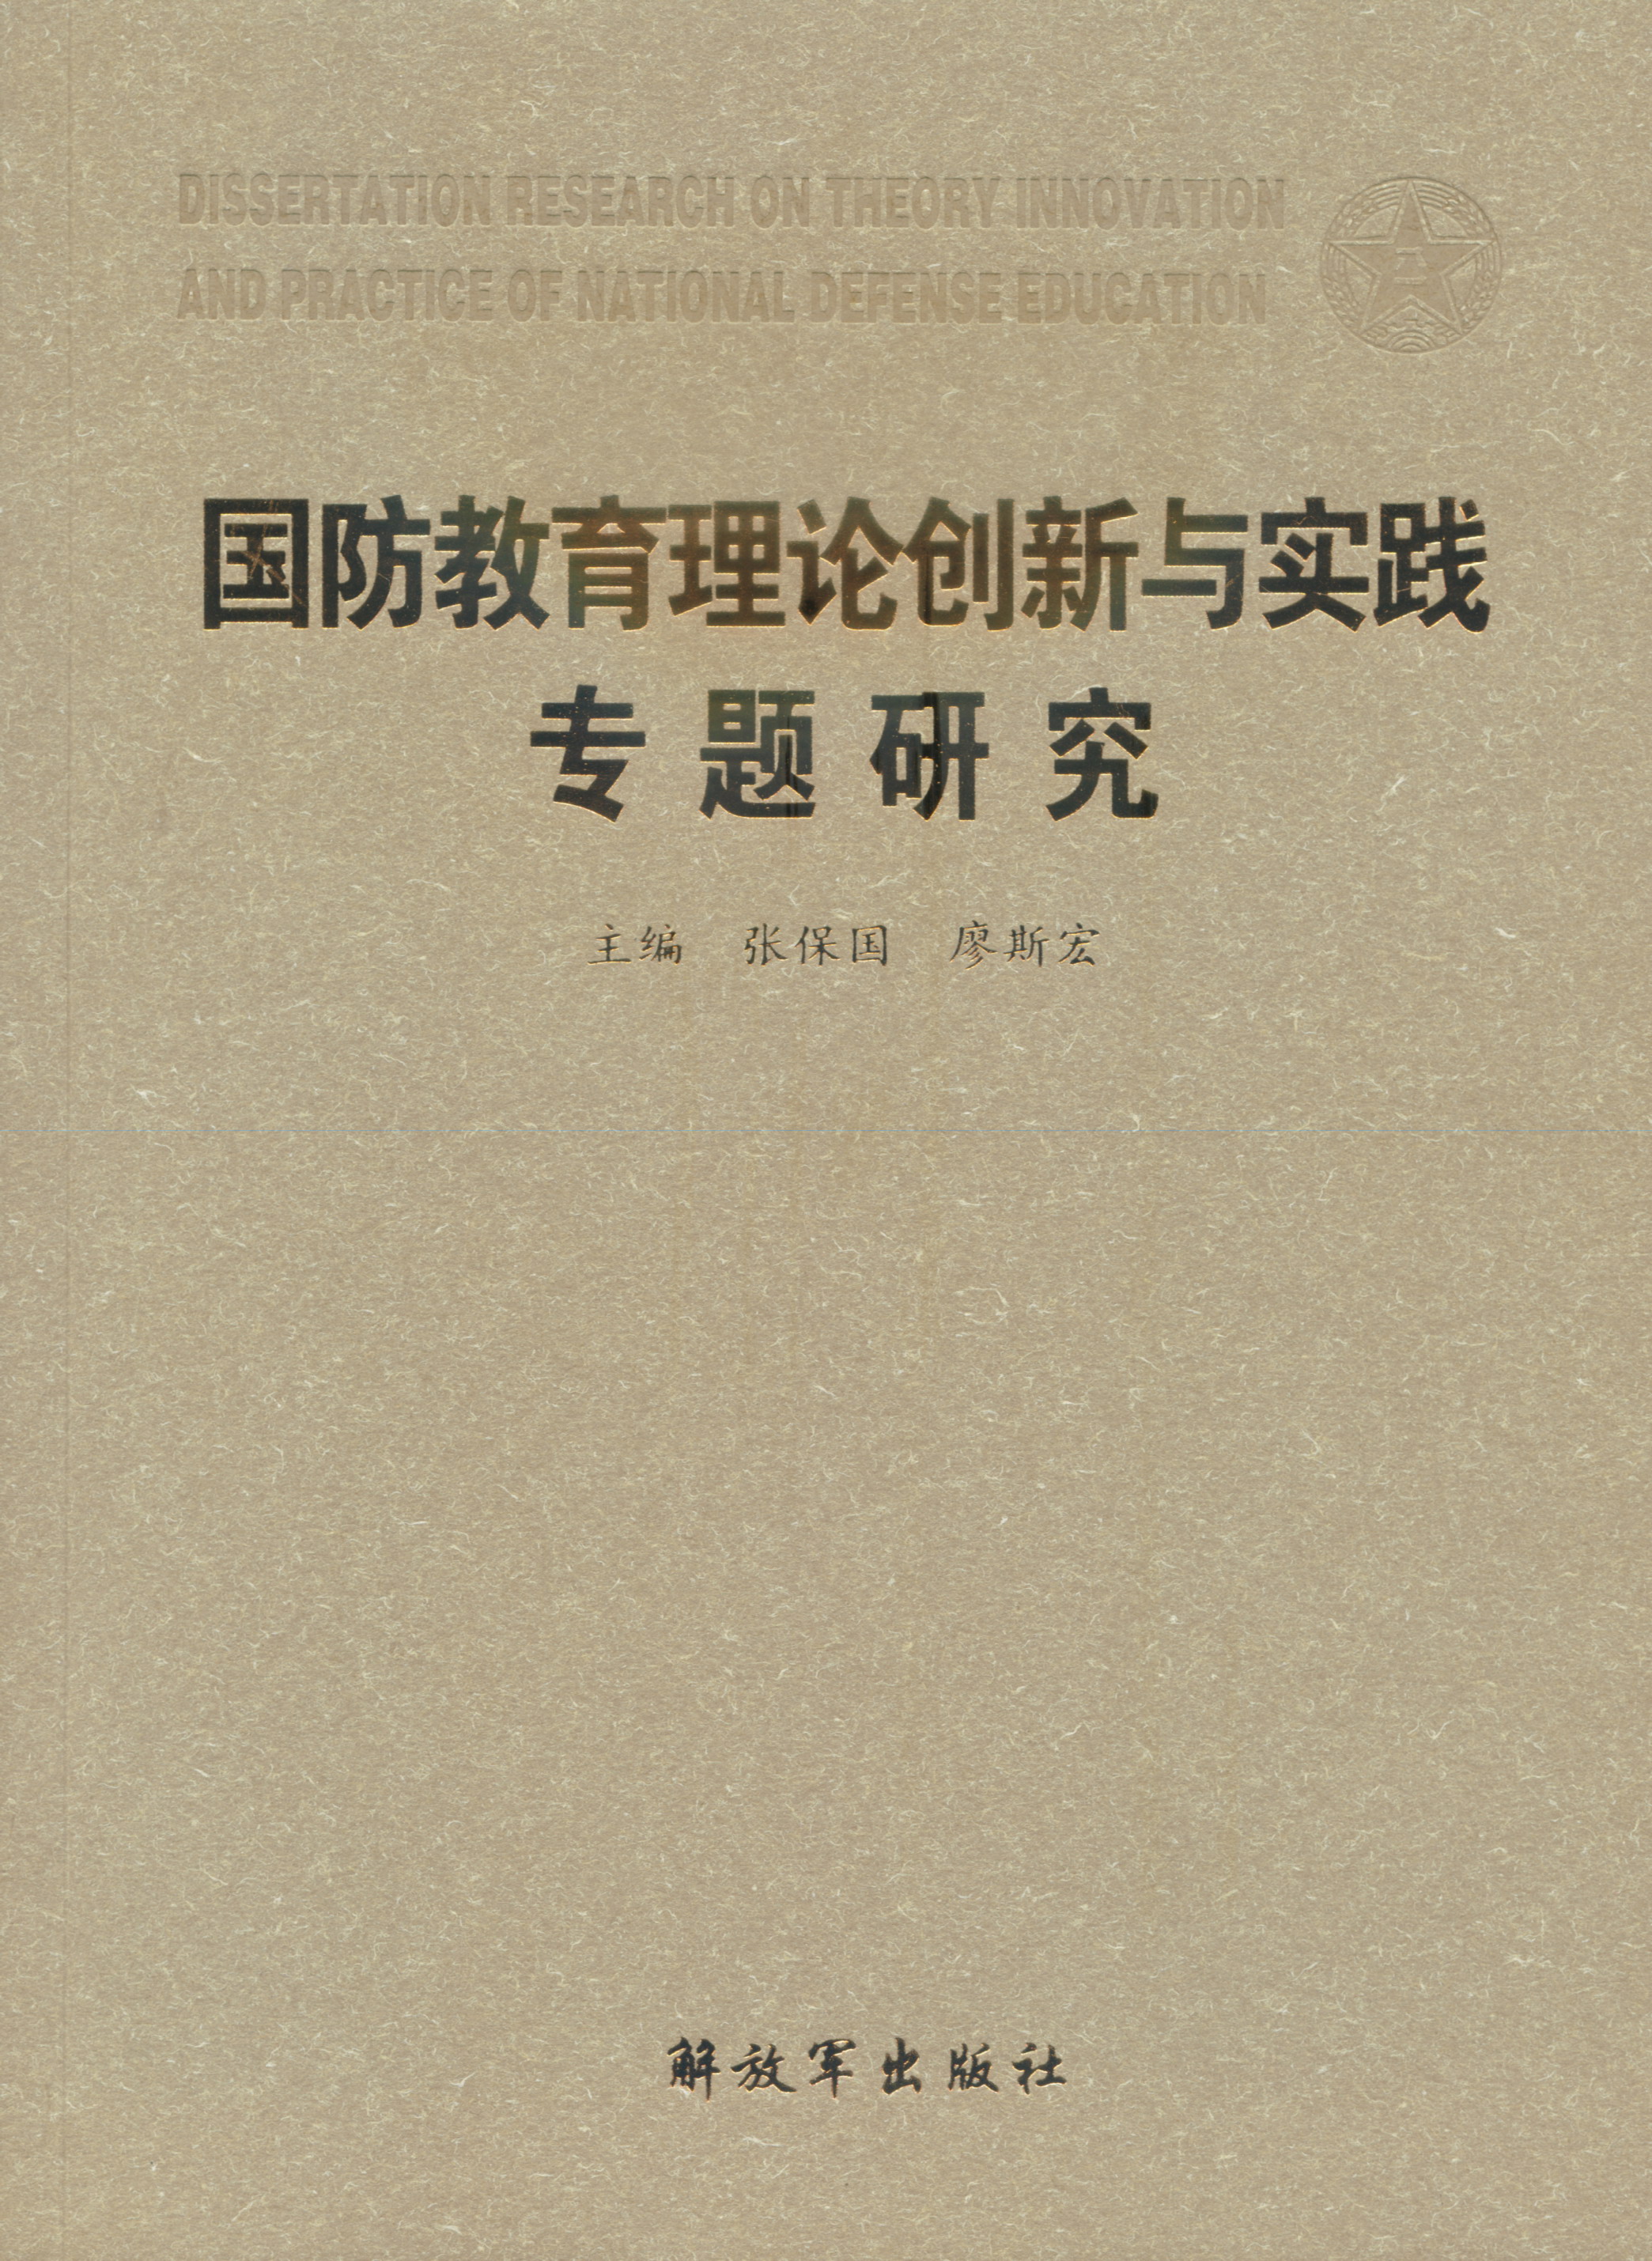 DISSERTATION RESEARCH ON THEORY INNOVATION
AND PRACTICE OF NATIONAL DEFENSE EDUCATION
国防教育理论创新与实践
专题研究
主编 张保国 廖斯宏
解放军出版社